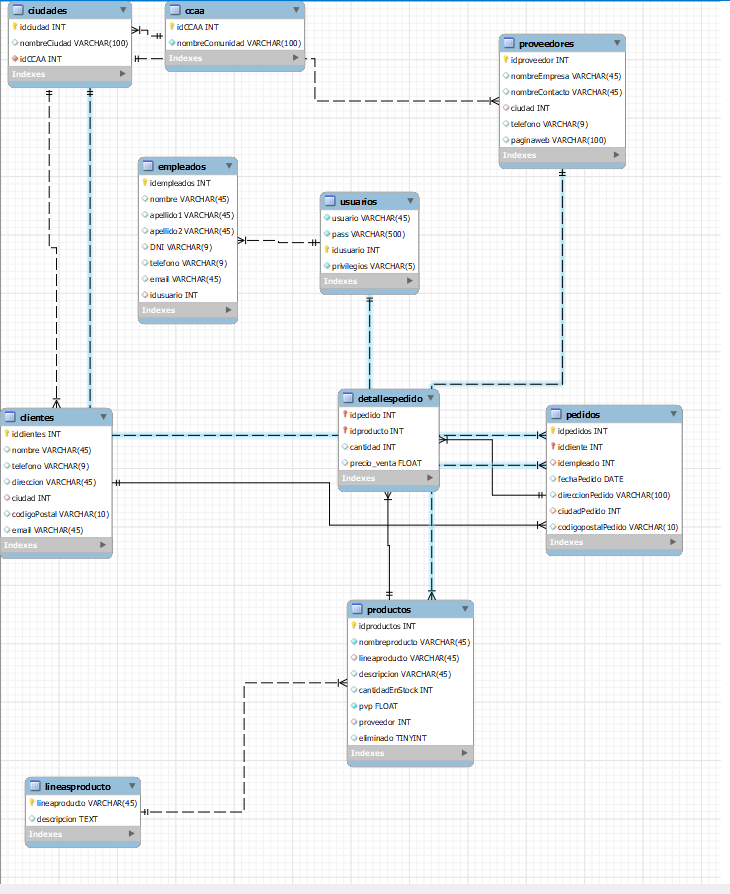 ciudades
idciudad INT
nombreCiudad VARCHAR(100)
idCCAA INT
Indexes
ccaa
idCCAA INT
nombreComunidad VARCHAR(100)
Indexes
proveedores
idproveedor INT
nombreEmpresa VARCHAR(45)
nombreContacto VARCHAR(45)
ciudad INT
telefono VARCHAR(9)
paginaweb VARCHAR(100)
Indexes
empleados
idempleados INT
nombre VARCHAR(45)
apellido1 VARCHAR(45)
apellido2 VARCHAR(45)
DNI VARCHAR(9)
telefono VARCHAR(9)
email VARCHAR(45)
idusuario INT
Indexes
usuarios
usuario VARCHAR(45)
pass VARCHAR(500)
idusuario INT
privilegios VARCHAR(5)
Indexes
clientes
idclientes INT
nombre VARCHAR(45)
telefono VARCHAR(9)
direccion VARCHAR(45)
ciudad INT
codigoPostal VARCHAR(10)
email VARCHAR(45)
Indexes
detallespedido
idpedido INT
idproducto INT
cantidad INT
precio_venta FLOAT
Indexes
pedidos
idpedidos INT
idcliente INT
idempleado INT
fechaPedido DATE
direccionPedido VARCHAR(100)
ciudadPedido INT
codigopostalPedido VARCHAR(10)
Indexes
productos
idproductos INT
nombreproducto VARCHAR(45)
lineaproducto VARCHAR(45)
descripcion VARCHAR(45)
cantidadEnStock INT
pvp FLOAT
proveedor INT
eliminado TINYINT
Indexes
lineasproducto
lineaproducto VARCHAR(45)
descripcion TEXT
Indexes